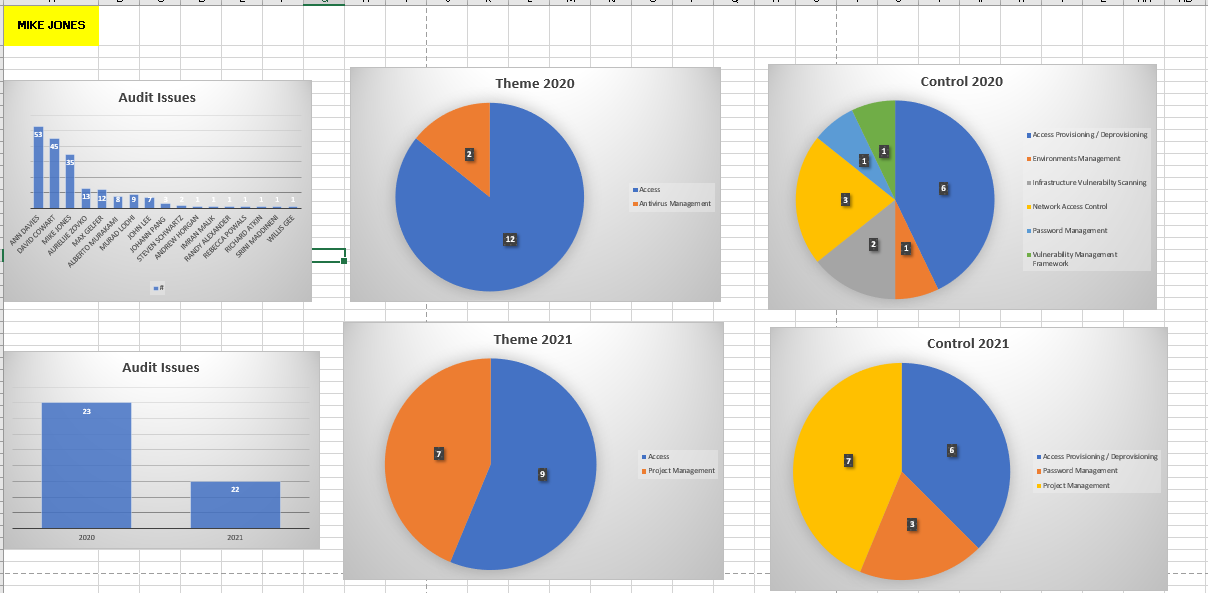 MIKE JONES
Audit Issues
53
45
35
13
12
8
9
7
1
1
1
1
1
1
1
ANN DAVIES
DAVID COWART
MIKE JONES
AURELIE ZOVKO
MAX GELFER
ALBERTO MURAKAMI
MURAD LODHI
JOHN LEE
JOHANN PANG
STEVEN SCHWARTZ
ANDREW HORGAN
IMRAN MALIK
RANDY ALEXANDER
REBECCA POWALS
RICHARD ATKIN
SRINI MADDINENI
WILLIS GEE
#
Theme 2020
2
12
Access
Antivirus Management
Control 2020
1
1
6
3
2
1
Access Provisioning / Deprovisioning
Environments Management
Infrastructure Vulnerability Scanning
Network Access Control
Password Management
Vulnerability Management
Framework
Audit Issues
23
22
2020
2021
Theme 2021
7
9
Access
Project Management
Control 2021
6
7
3
Access Provisioning / Deprovisioning
Password Management
Project Management